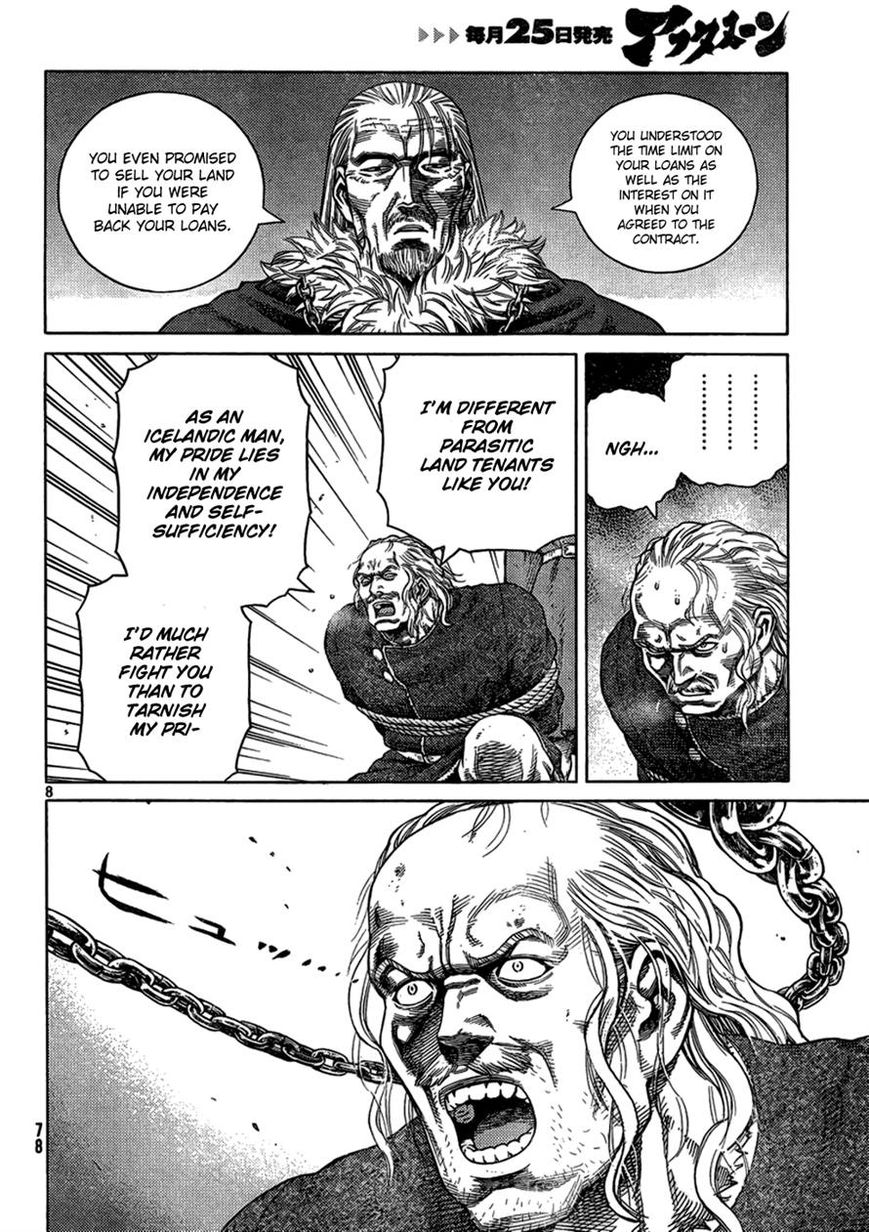 ▷▷▷毎月25日発売 アフタヌーン
YOU UNDERSTOOD
THE TIME LIMIT ON
YOUR LOANS AS
WELL AS THE
INTEREST ON IT
WHEN YOU
AGREED TO THE
CONTRACT.
YOU EVEN PROMISED
TO SELL YOUR LAND
IF YOU WERE
UNABLE TO PAY
BACK YOUR LOANS.
………
NGH...
I'M DIFFERENT
FROM
PARASITIC
LAND TENANTS
LIKE YOU!
AS AN
ICELANDIC MAN,
MY PRIDE LIES
IN MY
INDEPENDENCE
AND SELF-
SUFFICIENCY!
I'D MUCH
RATHER
FIGHT YOU
THAN TO
TARNISH
MY PRI-
8
ヒュッ
78